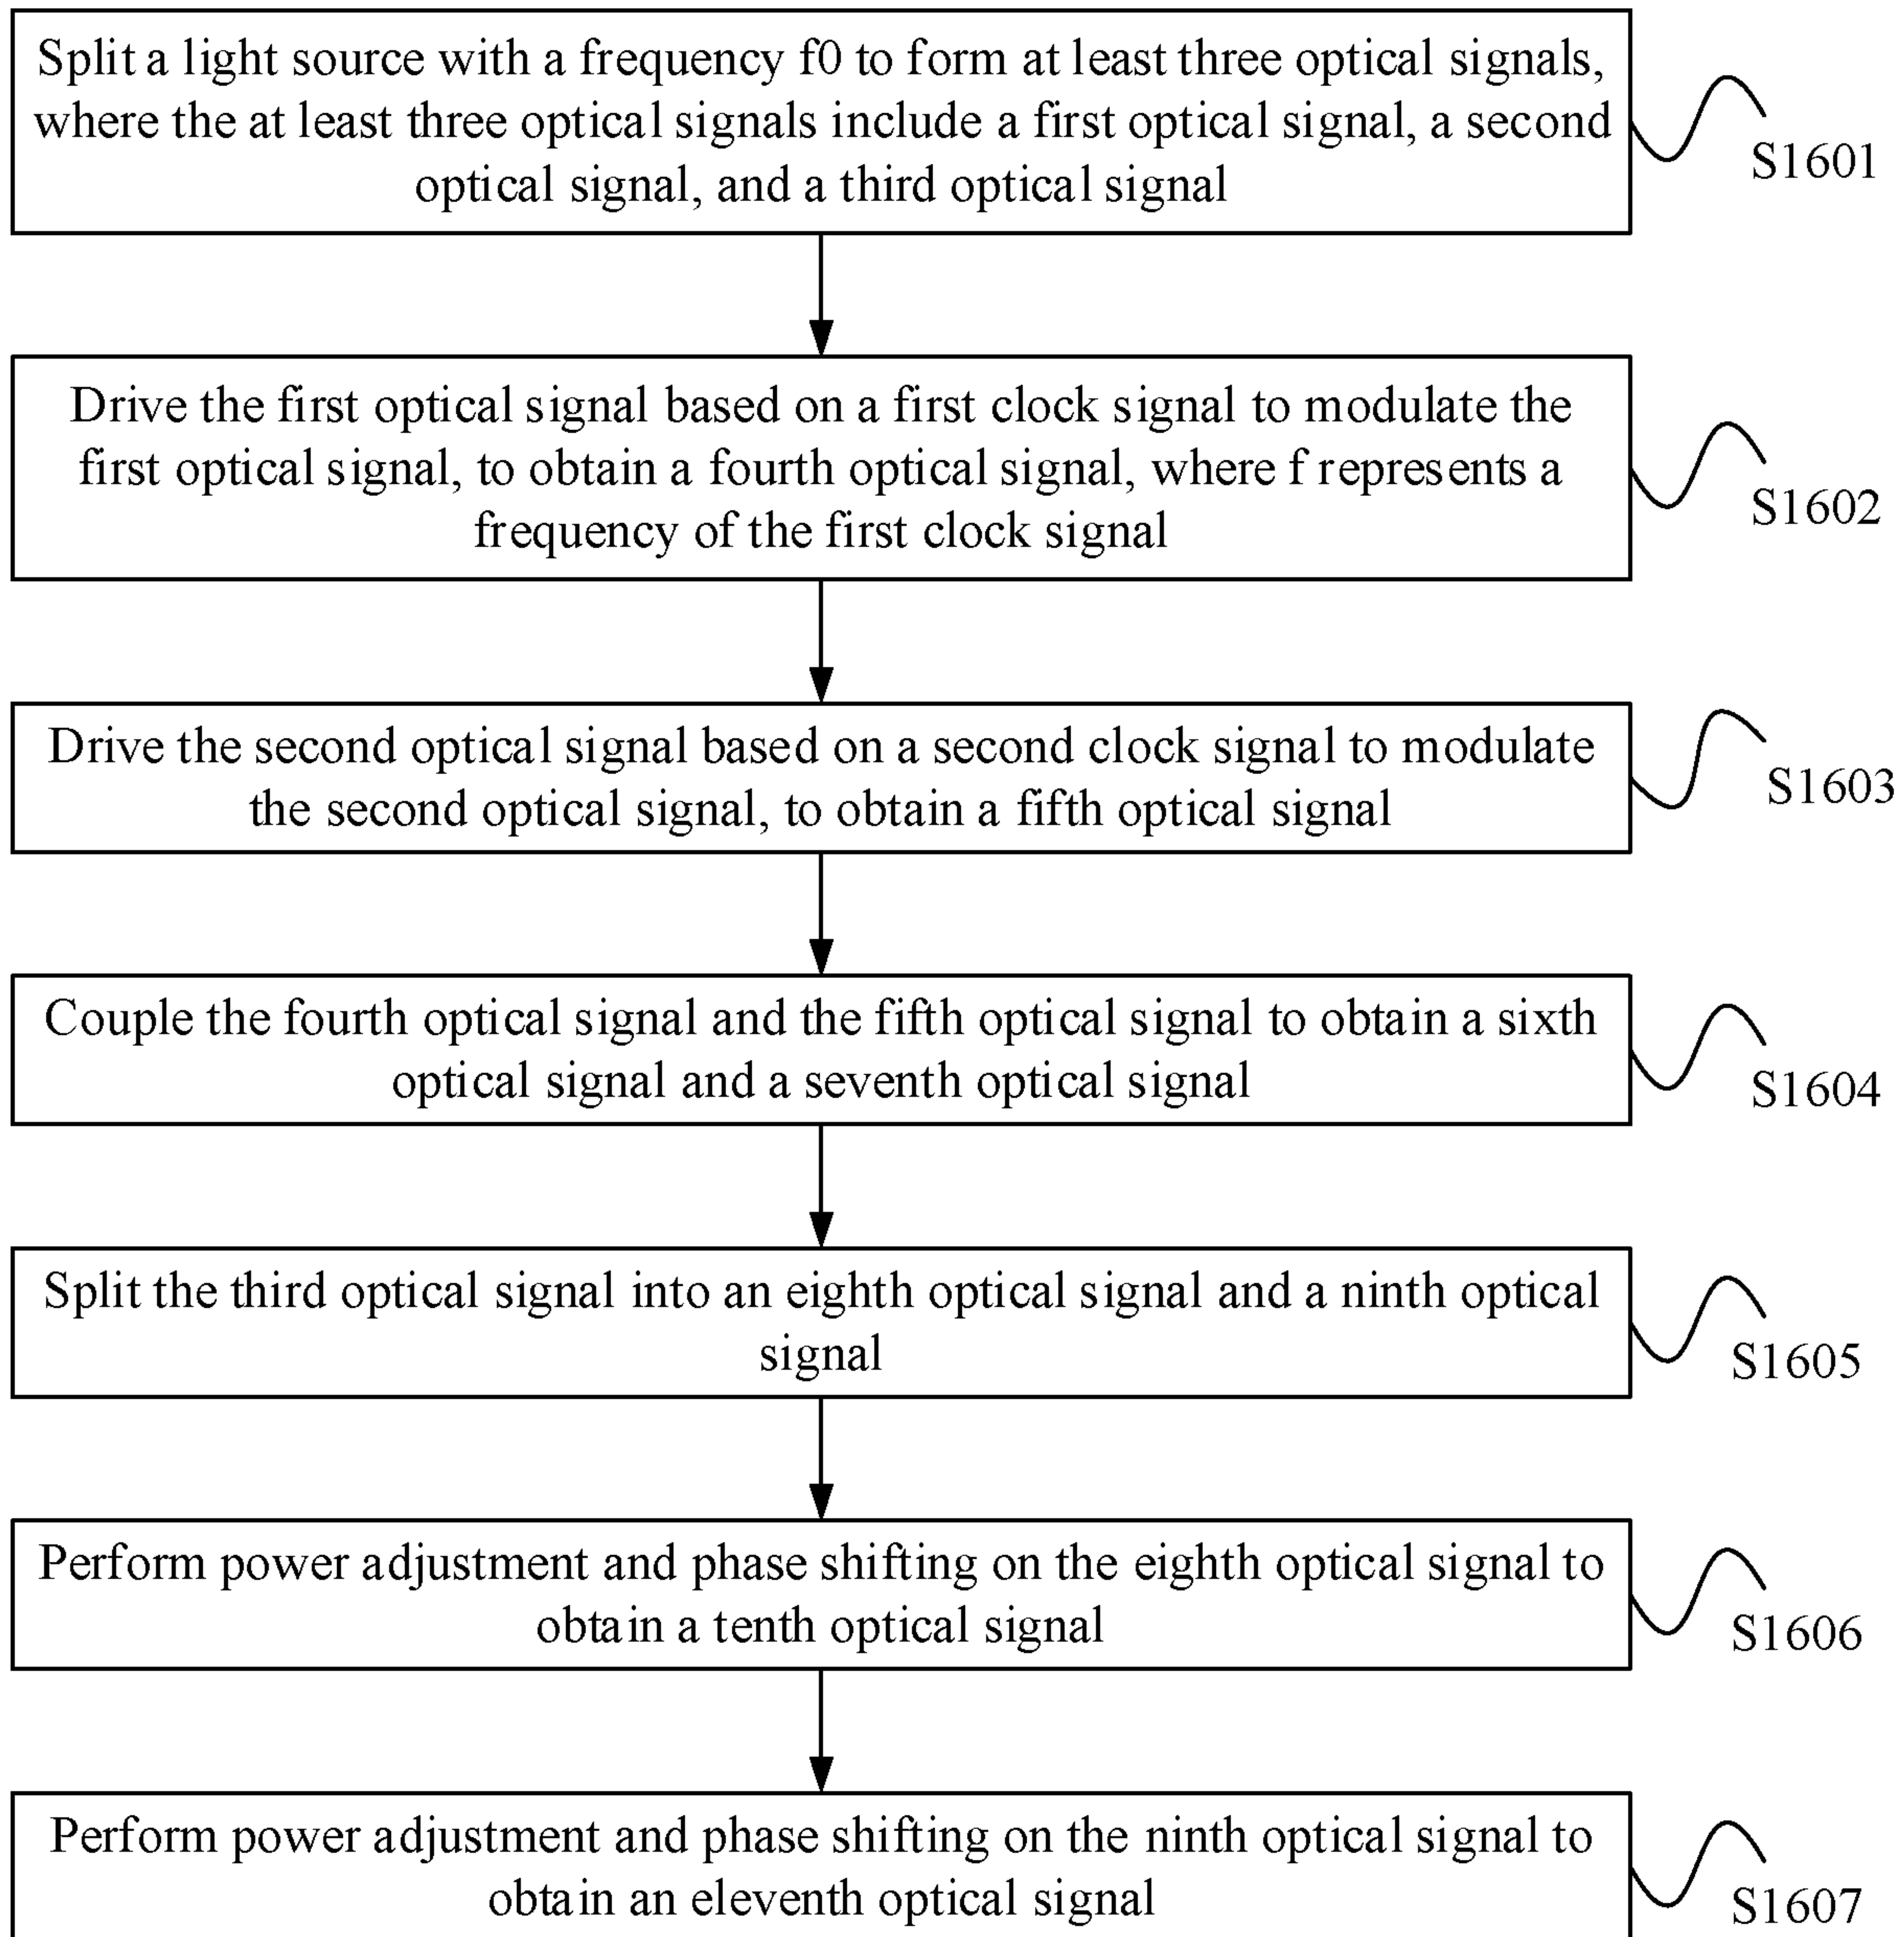 Split a light source with a frequency f0 to form at least three optical signals,
where the at least three optical signals include a first optical signal, a second
optical signal, and a third optical signal
S1601
Drive the first optical signal based on a first clock signal to modulate the
first optical signal, to obtain a fourth optical signal, where f represents a
frequency of the first clock signal
S1602
Drive the second optical signal based on a second clock signal to modulate
the second optical signal, to obtain a fifth optical signal
S1603
Couple the fourth optical signal and the fifth optical signal to obtain a sixth
optical signal and a seventh optical signal
S1604
Split the third optical signal into an eighth optical signal and a ninth optical
signal
S1605
Perform power adjustment and phase shifting on the eighth optical signal to
obtain a tenth optical signal
S1606
Perform power adjustment and phase shifting on the ninth optical signal to
obtain an eleventh optical signal
S1607